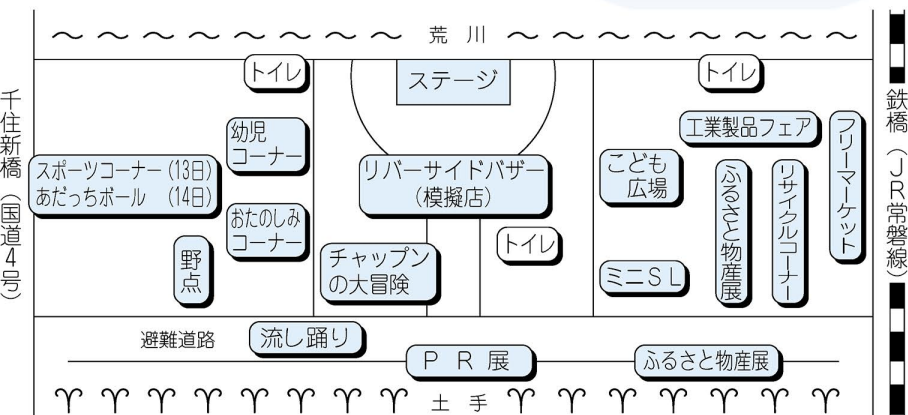 荒川
トイレ
ステージ
トイレ
千住新橋（国道4号）
鉄橋（JR常磐線）
幼児
コーナー
工業製品フェア
フリーマーケット
スポーツコーナー（13日）
あだっちボール（14日）
リバーサイドバザー
（模擬店）
こども
広場
ふるさと物産展
リサイクルコーナー
おたのしみ
コーナー
野点
チャップン
の大冒険
トイレ
ミニSL
避難道路
流し踊り
PR展
ふるさと物産展
土手